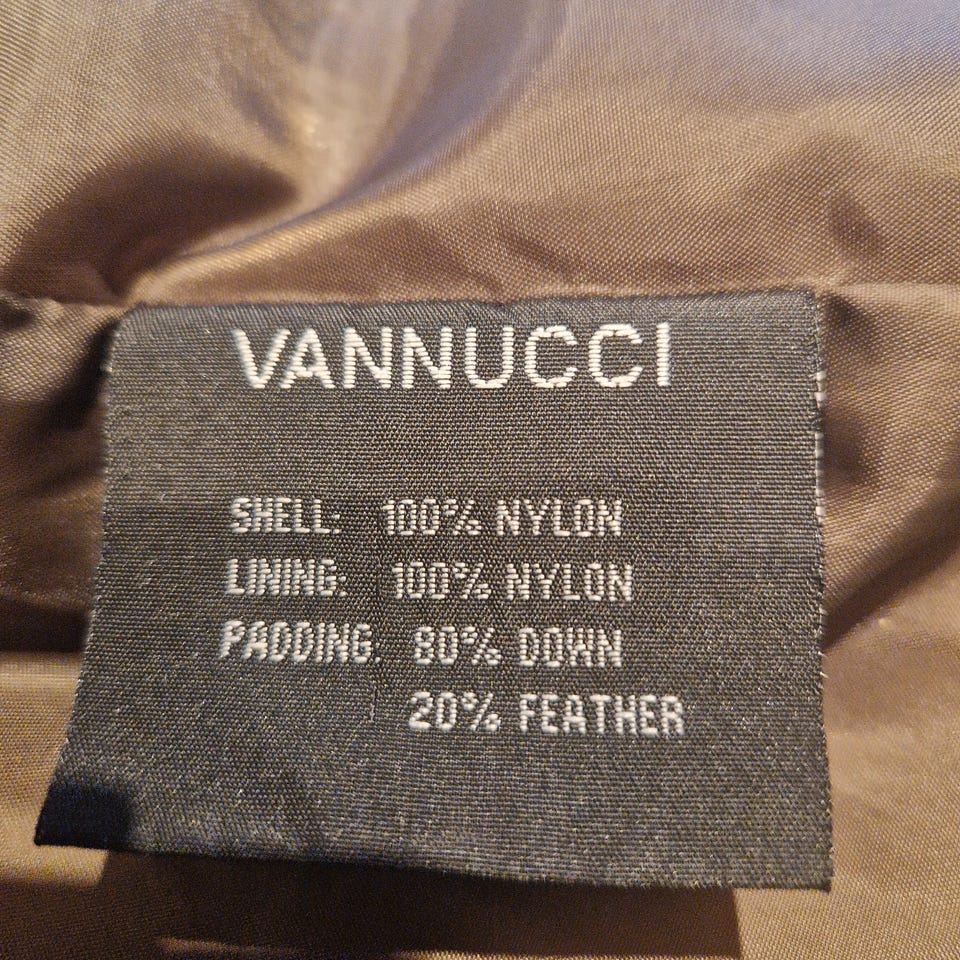 VANNUCCI
SHELL: 100% NYLON
LINING: 100% NYLON
PADDING: 80% DOWN
20% FEATHER